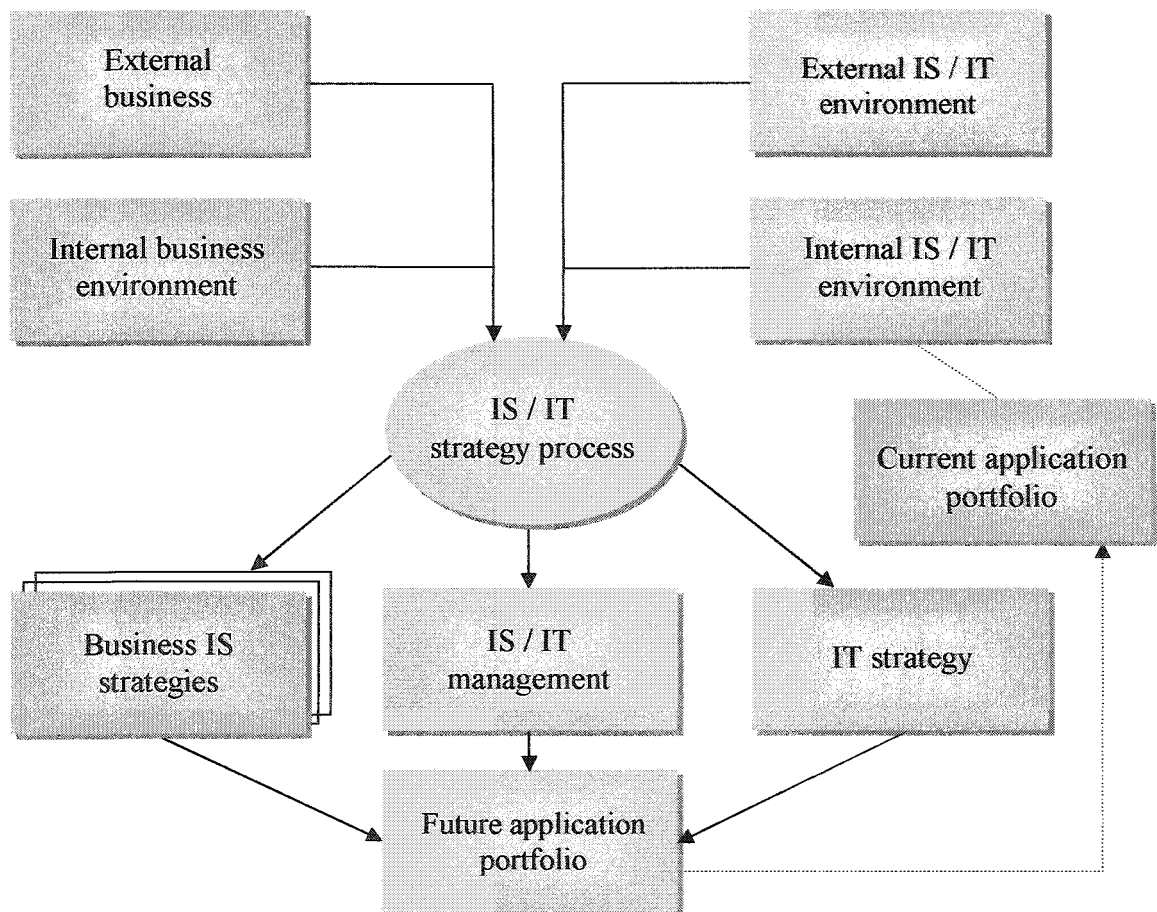 External
business
External IS / IT
environment
Internal business
environment
Internal IS / IT
environment
IS / IT
strategy process
Current application
portfolio
Business IS
strategies
IS / IT
management
IT strategy
Future application
portfolio